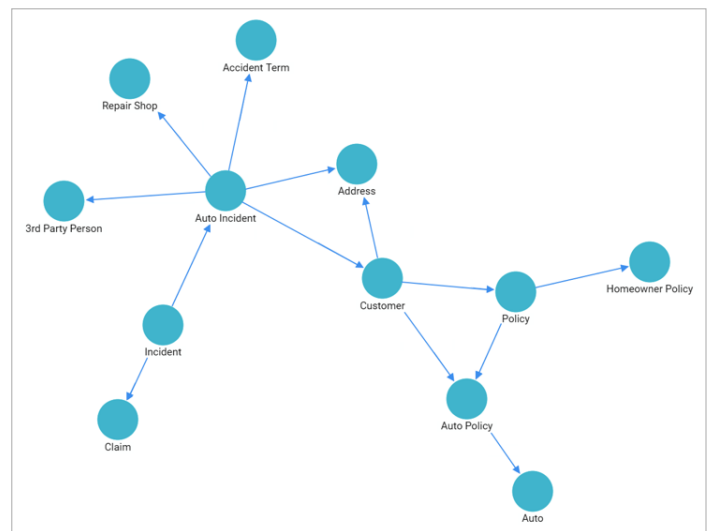 Accident Term
Repair Shop
Address
3rd Party Person
Auto Incident
Homeowner Policy
Customer
Policy
Incident
Auto Policy
Claim
Auto